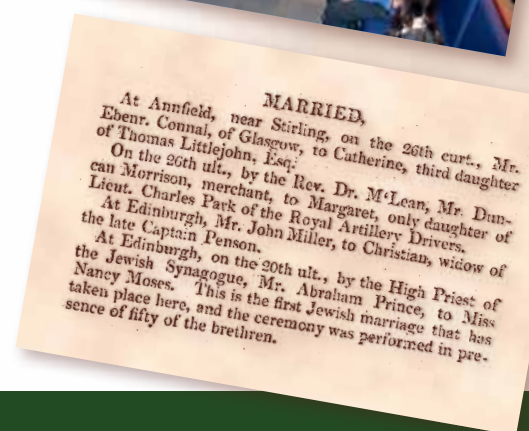 MARRIED,
At Annfield, near Stirling, on the 26th curt., Mr.
Ebenr. Connal, of Glasgow, to Catherine, third daughter
of Thomas Littlejohn, Esq.
On the 26th ult., by the Rev. Dr. M‘Lean, Mr. Dun-
can Morrison, merchant, to Margaret, only daughter of
Lieut. Charles Park of the Royal Artillery Drivers.
At Edinburgh, Mr. John Miller, to Christian, widow of
the late Captain Penson.
At Edinburgh, on the 20th ult., by the High Priest of
the Jewish Synagogue, Mr. Abraham Prince, to Miss
Nancy Moses. This is the first Jewish marriage that has
taken place here, and the ceremony was performed in pre-
sence of fifty of the brethren.